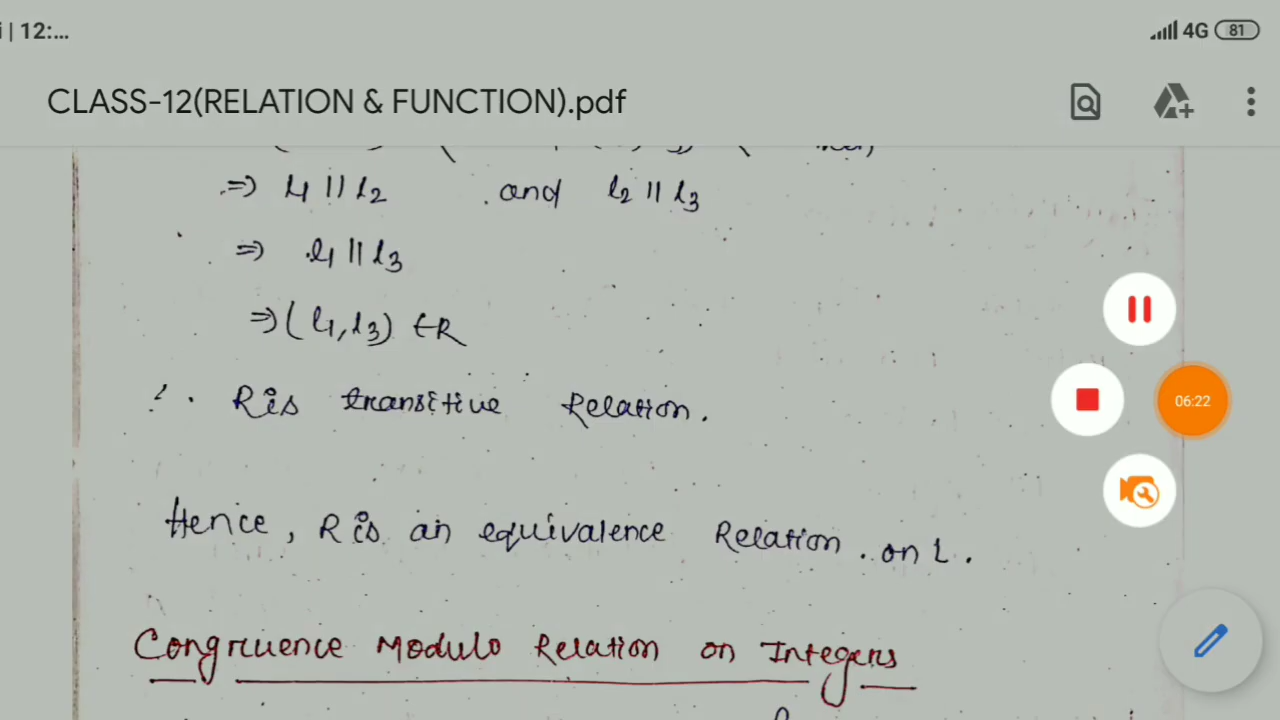 i | 12:...
4G 81
CLASS-12(RELATION & FUNCTION).pdf
=> l1 || l2 and l2 || l3
=> l1 || l3
=> (l1, l3) ∈ R
∴ R is transitive Relation.
06:22
Hence, R is an equivalence Relation. on L.
Congruence Modulo Relation on Integers